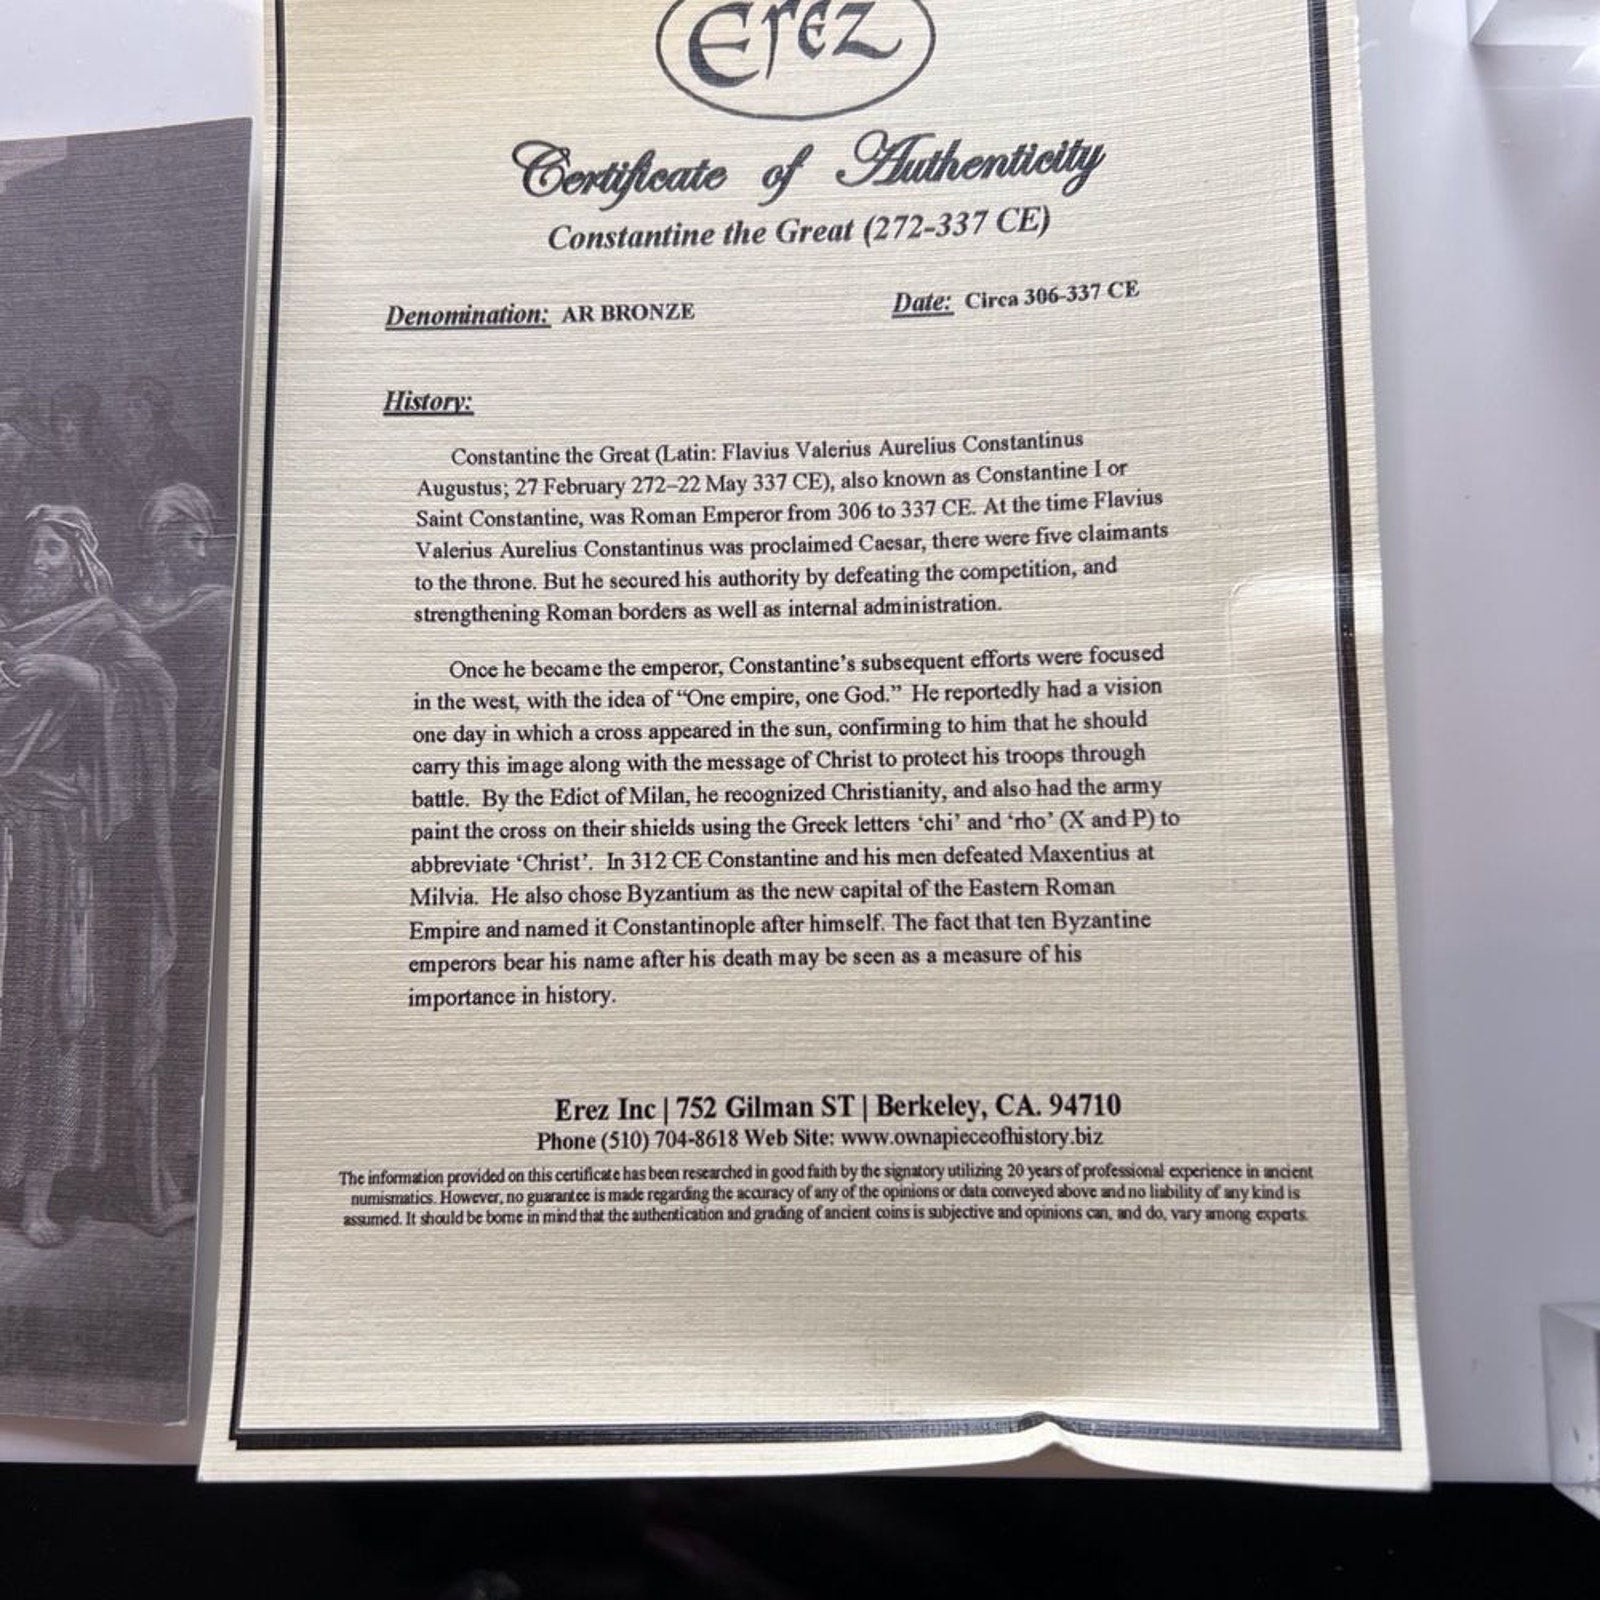 Erez
Certificate of Authenticity
Constantine the Great (272-337 CE)
Denomination: AR BRONZE Date: Circa 306-337 CE
History:
Constantine the Great (Latin: Flavius Valerius Aurelius Constantinus
Augustus; 27 February 272–22 May 337 CE), also known as Constantine I or
Saint Constantine, was Roman Emperor from 306 to 337 CE. At the time Flavius
Valerius Aurelius Constantinus was proclaimed Caesar, there were five claimants
to the throne. But he secured his authority by defeating the competition, and
strengthening Roman borders as well as internal administration.
Once he became the emperor, Constantine's subsequent efforts were focused
in the west, with the idea of “One empire, one God.” He reportedly had a vision
one day in which a cross appeared in the sun, confirming to him that he should
carry this image along with the message of Christ to protect his troops through
battle. By the Edict of Milan, he recognized Christianity, and also had the army
paint the cross on their shields using the Greek letters ‘chi’ and ‘rho’ (X and P) to
abbreviate ‘Christ’. In 312 CE Constantine and his men defeated Maxentius at
Milvia. He also chose Byzantium as the new capital of the Eastern Roman
Empire and named it Constantinople after himself. The fact that ten Byzantine
emperors bear his name after his death may be seen as a measure of his
importance in history.
Erez Inc | 752 Gilman ST | Berkeley, CA. 94710
Phone (510) 704-8618 Web Site: www.ownapieceofhistory.biz
The information provided on this certificate has been researched in good faith by the signatory utilizing 20 years of professional experience in ancient
numismatics. However, no guarantee is made regarding the accuracy of any of the opinions or data conveyed above and no liability of any kind is
assumed. It should be borne in mind that the authentication and grading of ancient coins is subjective and opinions can, and do, vary among experts.